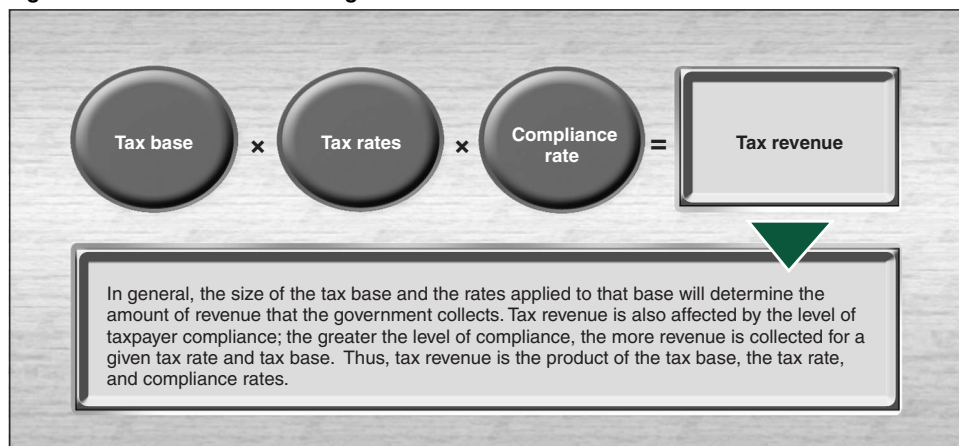 Tax base
×
Tax rates
×
Compliance
rate
=
Tax revenue
In general, the size of the tax base and the rates applied to that base will determine the
amount of revenue that the government collects. Tax revenue is also affected by the level of
taxpayer compliance; the greater the level of compliance, the more revenue is collected for a
given tax rate and tax base.  Thus, tax revenue is the product of the tax base, the tax rate,
and compliance rates.